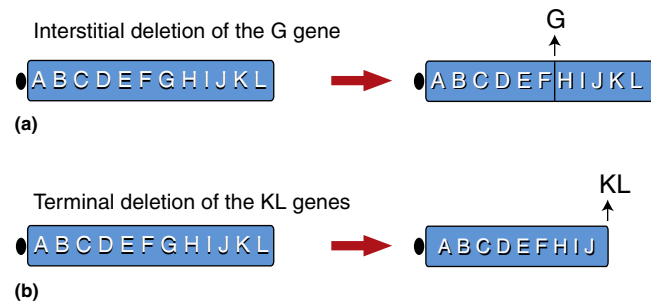 Interstitial deletion of the G gene
G
A B C D E F G H I J K L
A B C D E F H I J K L
(a)
Terminal deletion of the KL genes
KL
A B C D E F G H I J K L
A B C D E F H I J
(b)